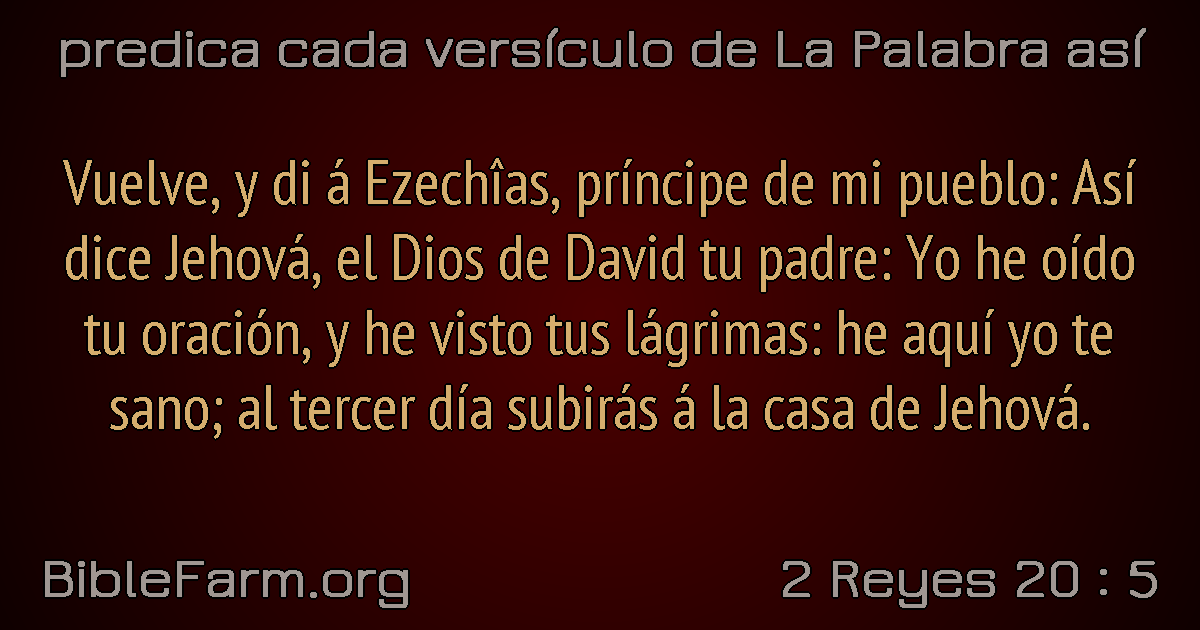 predica cada versículo de La Palabra así
Vuelve, y di á Ezechîas, príncipe de mi pueblo: Así
dice Jehová, el Dios de David tu padre: Yo he oído
tu oración, y he visto tus lágrimas: he aquí yo te
sano; al tercer día subirás á la casa de Jehová.
BibleFarm.org
2 Reyes 20 : 5